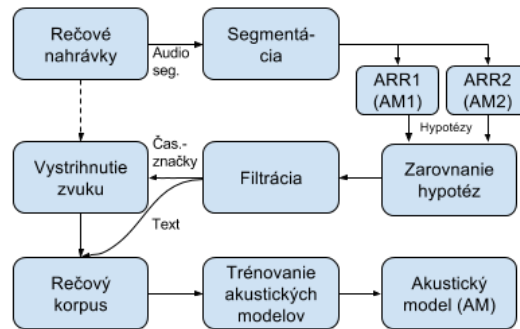 Rečové
nahrávky
Audio
seg.
Segmentá-
cia
ARR1
(AM1)
ARR2
(AM2)
Hypotézy
Vystrihnutie
zvuku
Čas.-
značky
Filtrácia
Zarovnanie
hypotéz
Text
Rečový
korpus
Trénovanie
akustických
modelov
Akustický
model (AM)